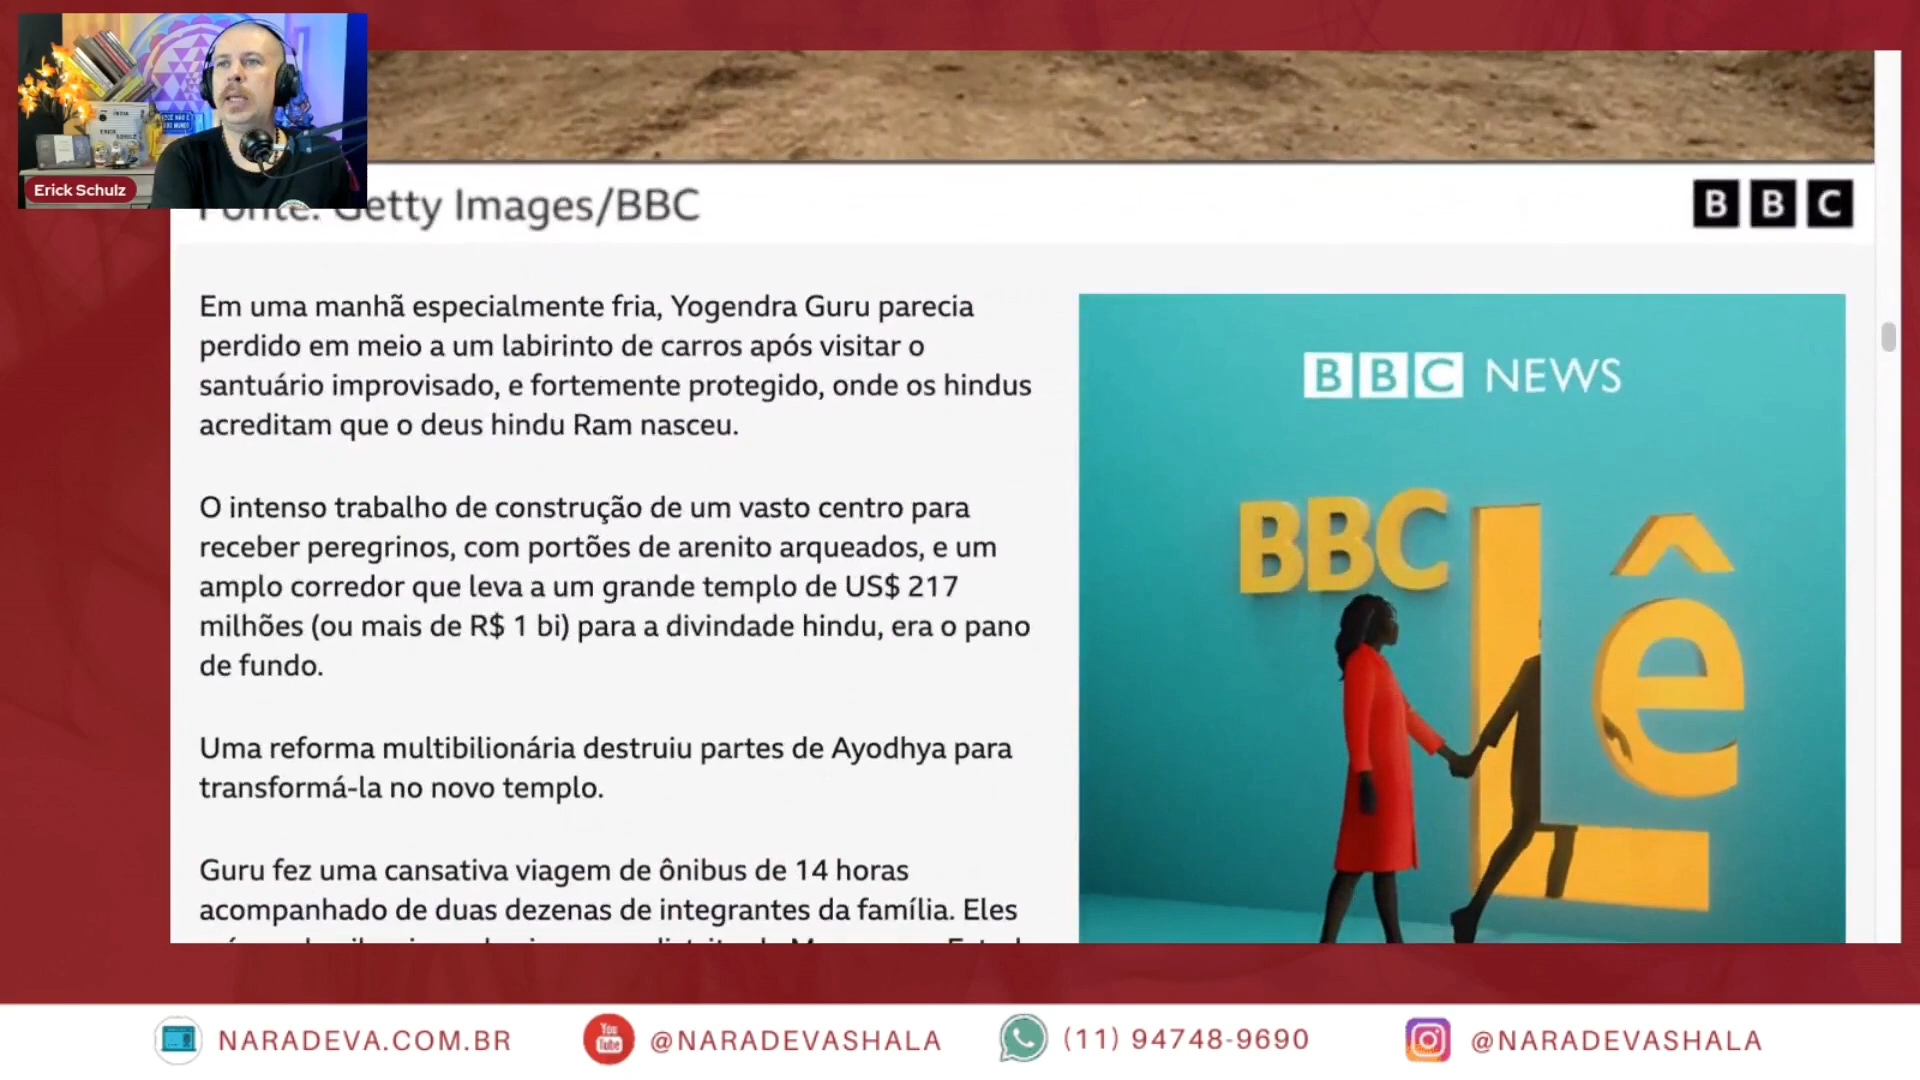 Erick Schulz
Fonte: Getty Images/BBC
BBC
Em uma manhã especialmente fria, Yogendra Guru parecia
perdido em meio a um labirinto de carros após visitar o
santuário improvisado, e fortemente protegido, onde os hindus
acreditam que o deus hindu Ram nasceu.
O intenso trabalho de construção de um vasto centro para
receber peregrinos, com portões de arenito arqueados, e um
amplo corredor que leva a um grande templo de US$ 217
milhões (ou mais de R$ 1 bi) para a divindade hindu, era o pano
de fundo.
Uma reforma multibilionária destruiu partes de Ayodhya para
transformá-la no novo templo.
Guru fez uma cansativa viagem de ônibus de 14 horas
acompanhado de duas dezenas de integrantes da família. Eles
BBC NEWS
BBC Lê
NARADEVA.COM.BR
You Tube
@NARADEVASHALA
(11) 94748-9690
@NARADEVASHALA